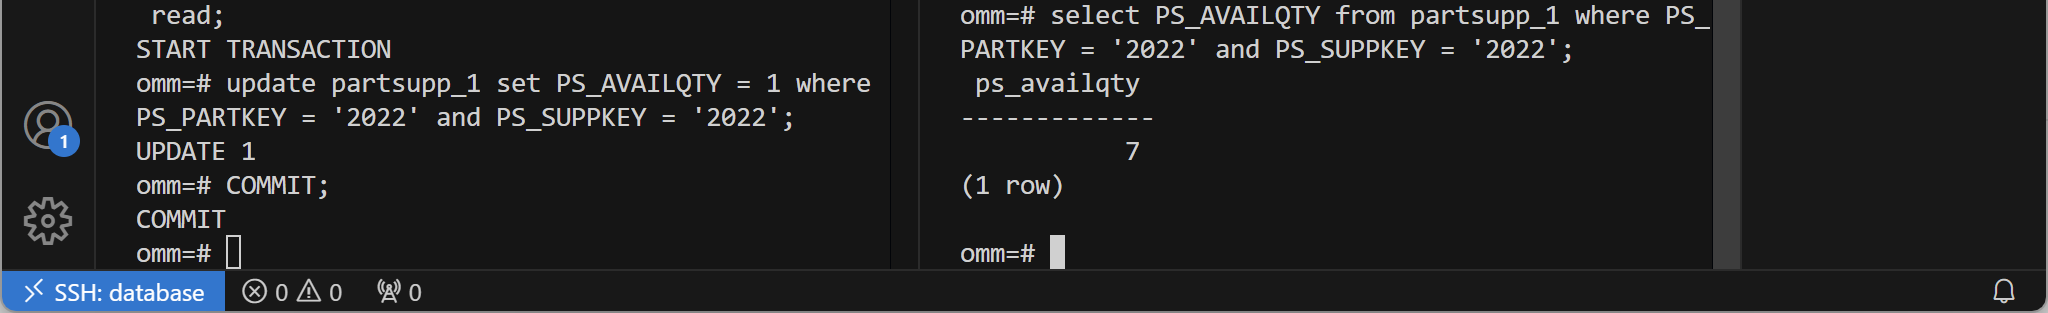 read;
START TRANSACTION
omm=# update partsupp_1 set PS_AVAILQTY = 1 where
PS_PARTKEY = '2022' and PS_SUPPKEY = '2022';
UPDATE 1
omm=# COMMIT;
COMMIT
omm=#
omm=# select PS_AVAILQTY from partsupp_1 where PS_
PARTKEY = '2022' and PS_SUPPKEY = '2022';
ps_availqty
-------------
7
(1 row)
omm=#
1
SSH: database 0 0 0